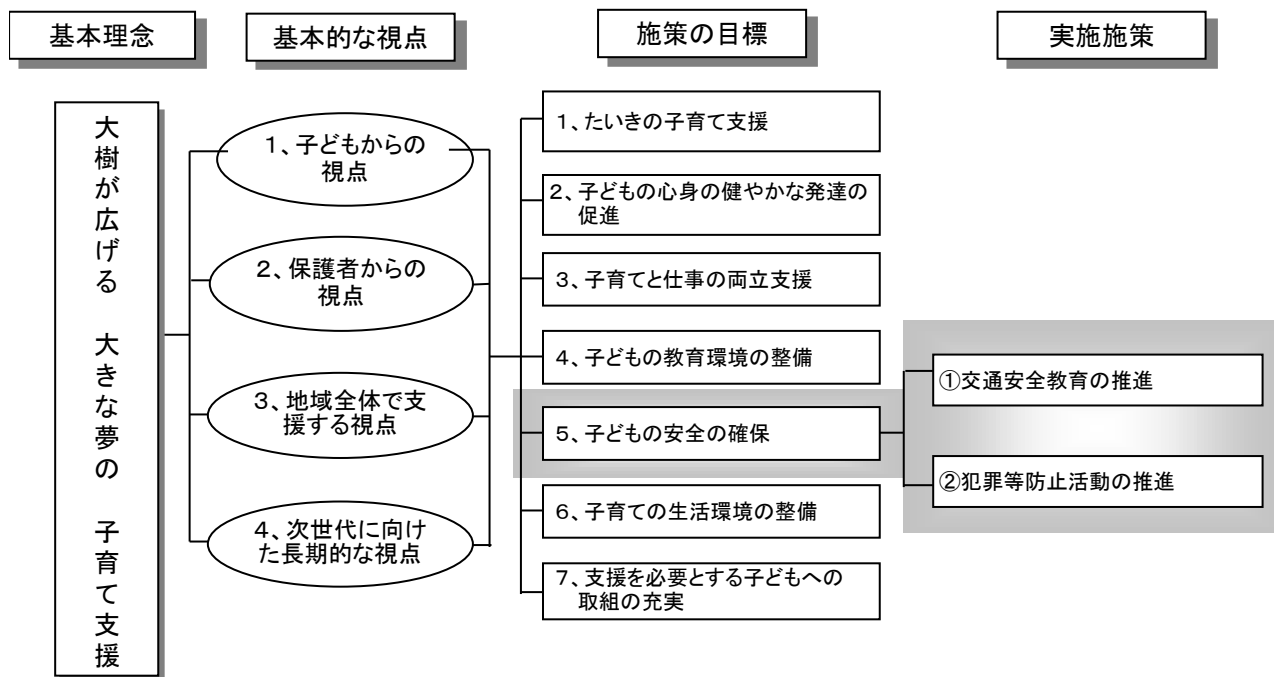 基本理念
基本的な視点
施策の目標
実施施策
大樹が広げる 大きな夢の 子育て支援
1、子どもからの
視点
2、保護者からの
視点
3、地域全体で支
援する視点
4、次世代に向け
た長期的な視点
1、たいきの子育て支援
2、子どもの心身の健やかな発達の
促進
3、子育てと仕事の両立支援
4、子どもの教育環境の整備
5、子どもの安全の確保
6、子育ての生活環境の整備
7、支援を必要とする子どもへの
取組の充実
①交通安全教育の推進
②犯罪等防止活動の推進